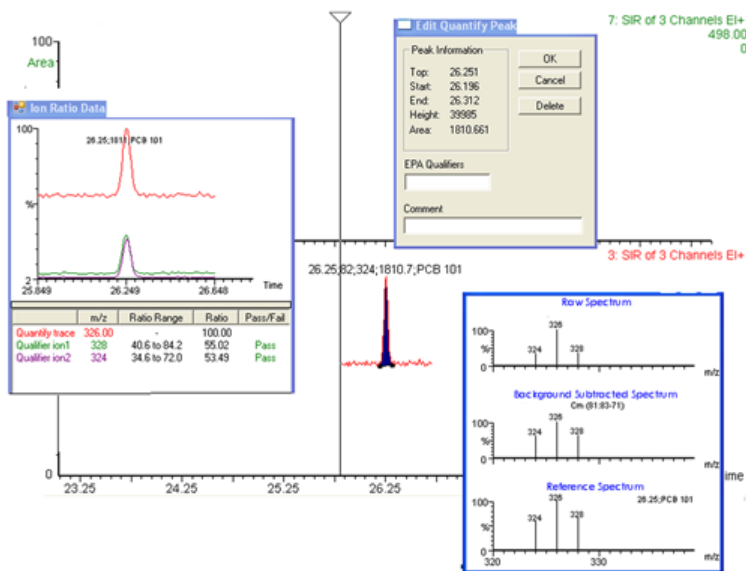 7: SIR of 3 Channels EI+
498.00
0
100
Area
Edit Quantify Peak
Peak Information
Top: 26.251
Start: 26.196
End: 26.312
Height: 39985
Area: 1810.661
OK
Cancel
Delete
EPA Qualifiers
Comment
Ion Ratio Data
100
26.25;1811;PCB 101
%
2
25.849 26.249 26.648
Time
m/z Ratio Range Ratio Pass/Fail
Quantify trace 326.00 - 100.00
Qualifier ion1 328 40.6 to 84.2 55.02 Pass
Qualifier ion2 324 34.6 to 72.0 53.49 Pass
3: SIR of 3 Channels EI+
26.25;82;324;1810.7;PCB 101
0
23.25 24.25 25.25 26.25
ime
Raw Spectrum
100
%
0
324 326 328
m/z
Background Subtracted Spectrum
Cm (81:83-71)
100
%
0
324 326 328
m/z
Reference Spectrum
26.25;PCB 101
100
%
0
324 326 328
320 330
m/z